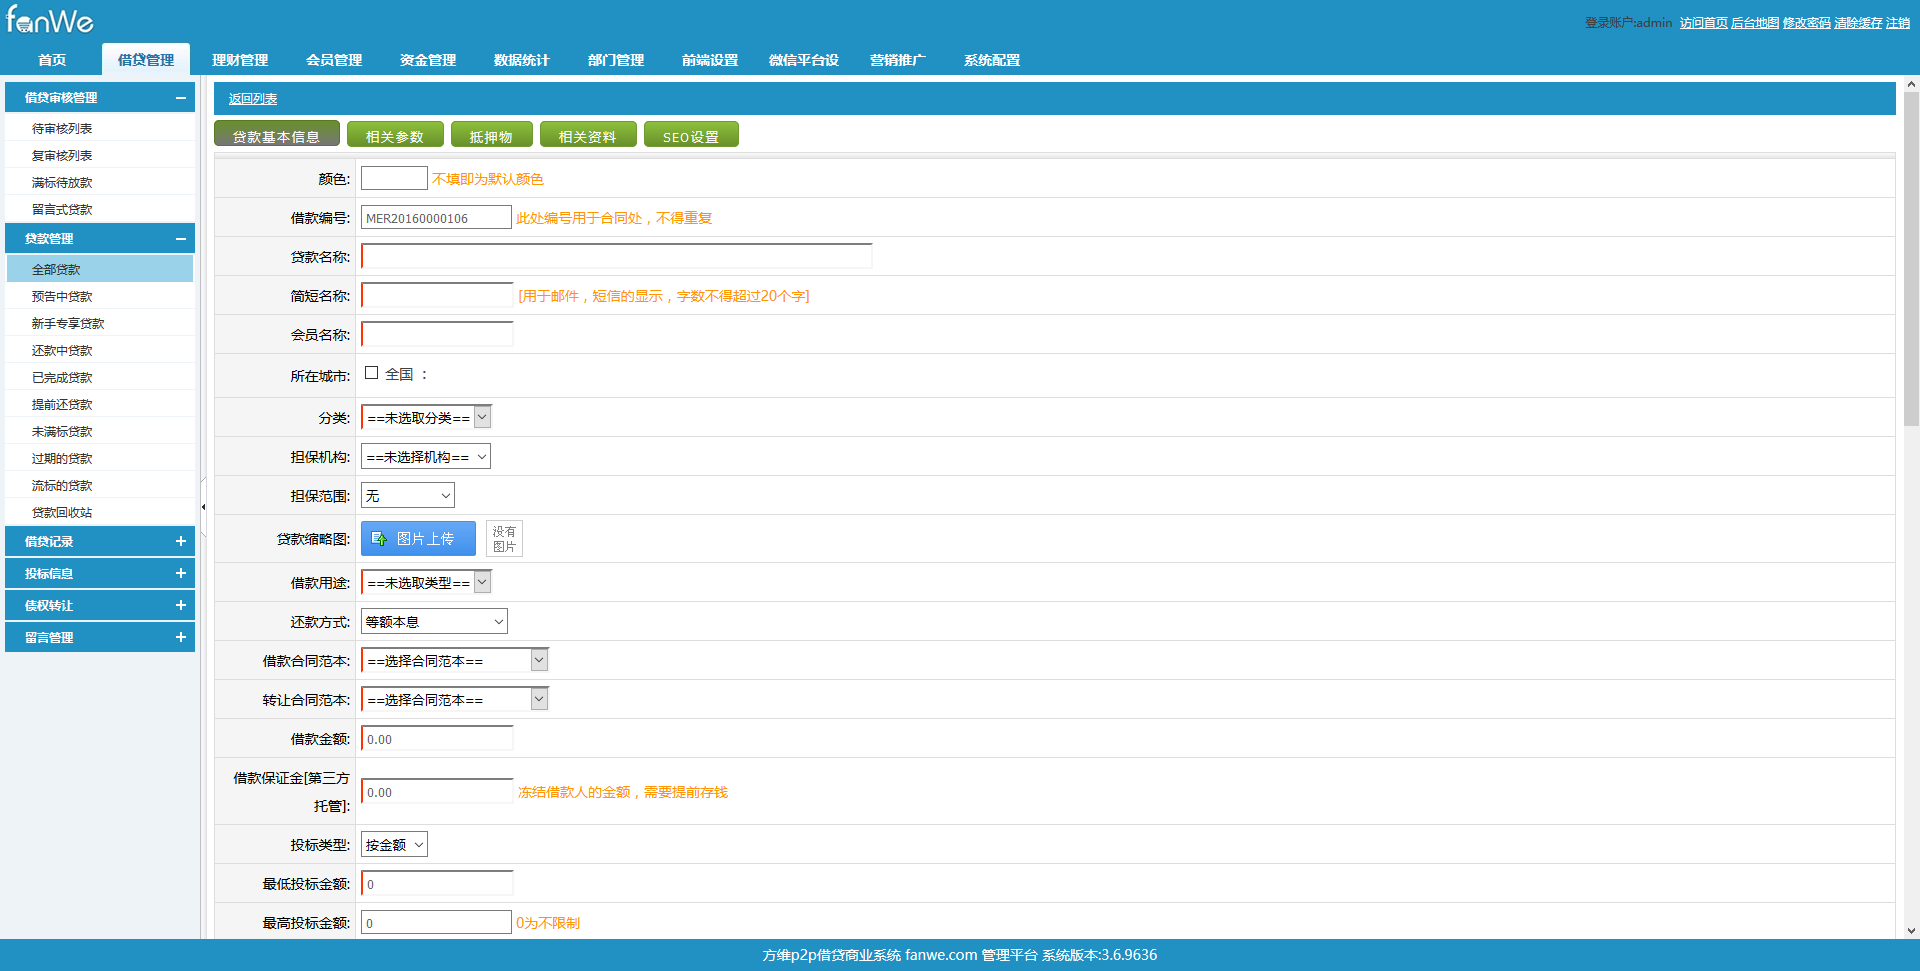 fanWe
登录账户:admin 访问首页 后台地图 修改密码 清除缓存 注销
首页 借贷管理 理财管理 会员管理 资金管理 数据统计 部门管理 前端设置 微信平台设 营销推广 系统配置
借贷审核管理
待审核列表
复审核列表
满标待放款
留言式贷款
贷款管理
全部贷款
预告中贷款
新手专享贷款
还款中贷款
已完成贷款
提前还贷款
未满标贷款
过期的贷款
流标的贷款
贷款回收站
借贷记录
投标信息
债权转让
留言管理
返回列表
贷款基本信息 相关参数 抵押物 相关资料 SEO设置
颜色: 不填即为默认颜色
借款编号: MER20160000106 此处编号用于合同处，不得重复
贷款名称:
简短名称: [用于邮件，短信的显示，字数不得超过20个字]
会员名称:
所在城市: 全国 ：
分类: ==未选取分类==
担保机构: ==未选择机构==
担保范围: 无
贷款缩略图: 图片上传 没有
图片
借款用途: ==未选取类型==
还款方式: 等额本息
借款合同范本: ==选择合同范本==
转让合同范本: ==选择合同范本==
借款金额: 0.00
借款保证金[第三方
托管]: 0.00 冻结借款人的金额，需要提前存钱
投标类型: 按金额
最低投标金额: 0
最高投标金额: 0 0为不限制
方维p2p借贷商业系统 fanwe.com 管理平台 系统版本:3.6.9636